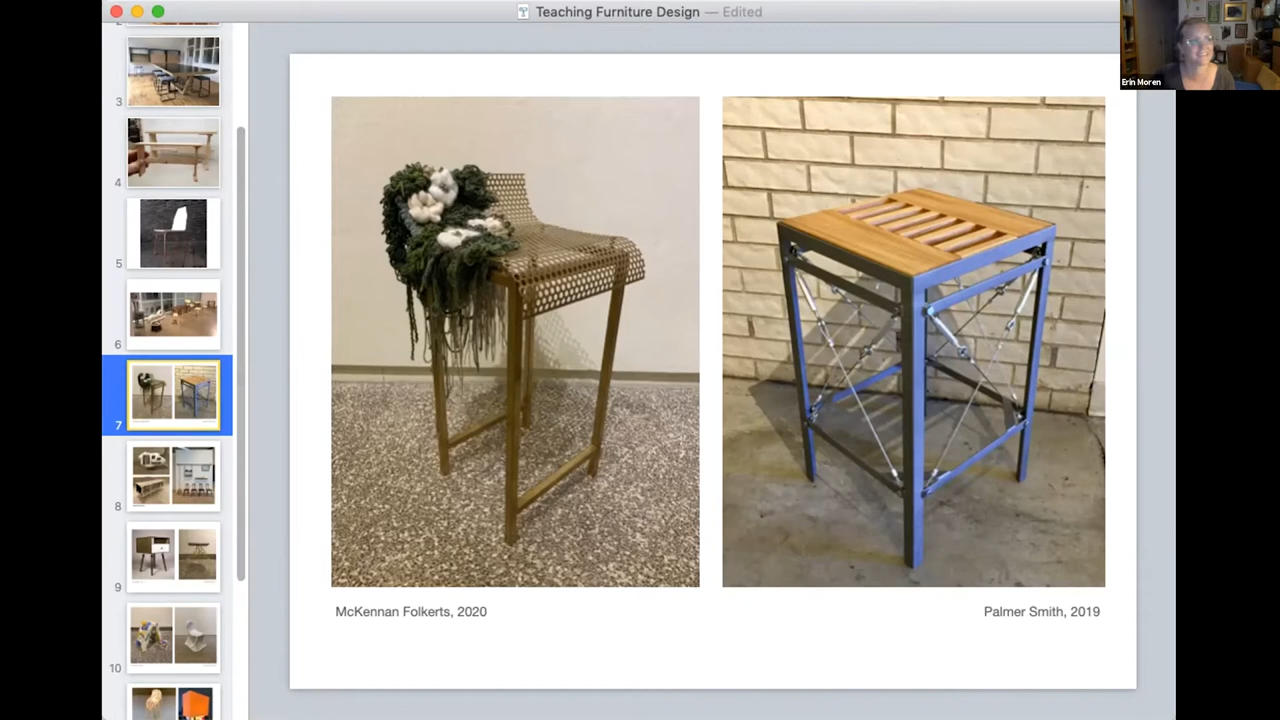 Teaching Furniture Design — Edited
Erin Moren
3
4
5
6
7
8
9
10
McKennan Folkerts, 2020
Palmer Smith, 2019